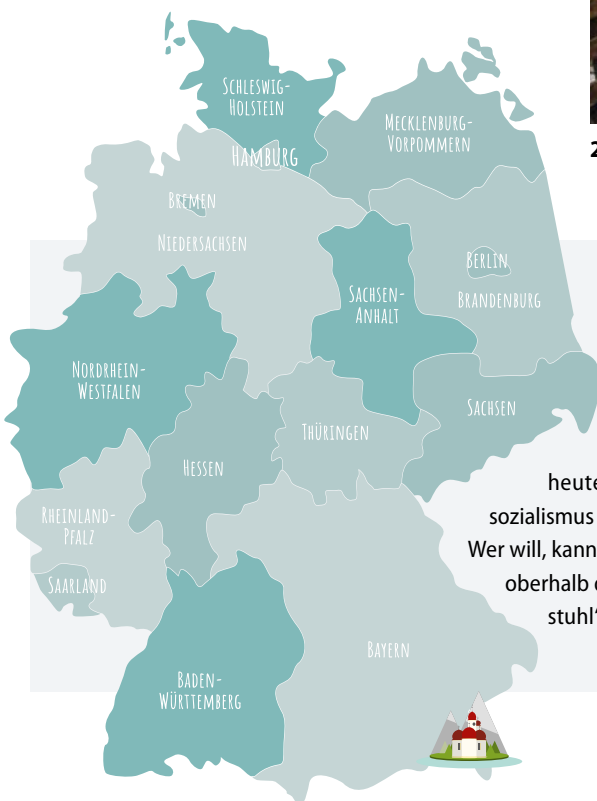 SCHLESWIG-
HOLSTEIN
MECKLENBURG-
VORPOMMERN
2
HAMBURG
BREMEN
NIEDERSACHSEN
BERLIN
SACHSEN-
ANHALT
BRANDENBURG
NORDRHEIN-
WESTFALEN
SACHSEN
THÜRINGEN
HESSEN
RHEINLAND-
PFALZ
SAARLAND
BAYERN
BADEN-
WÜRTTEMBERG
heute
sozialismus
Wer will, kann
oberhalb
stuhl“